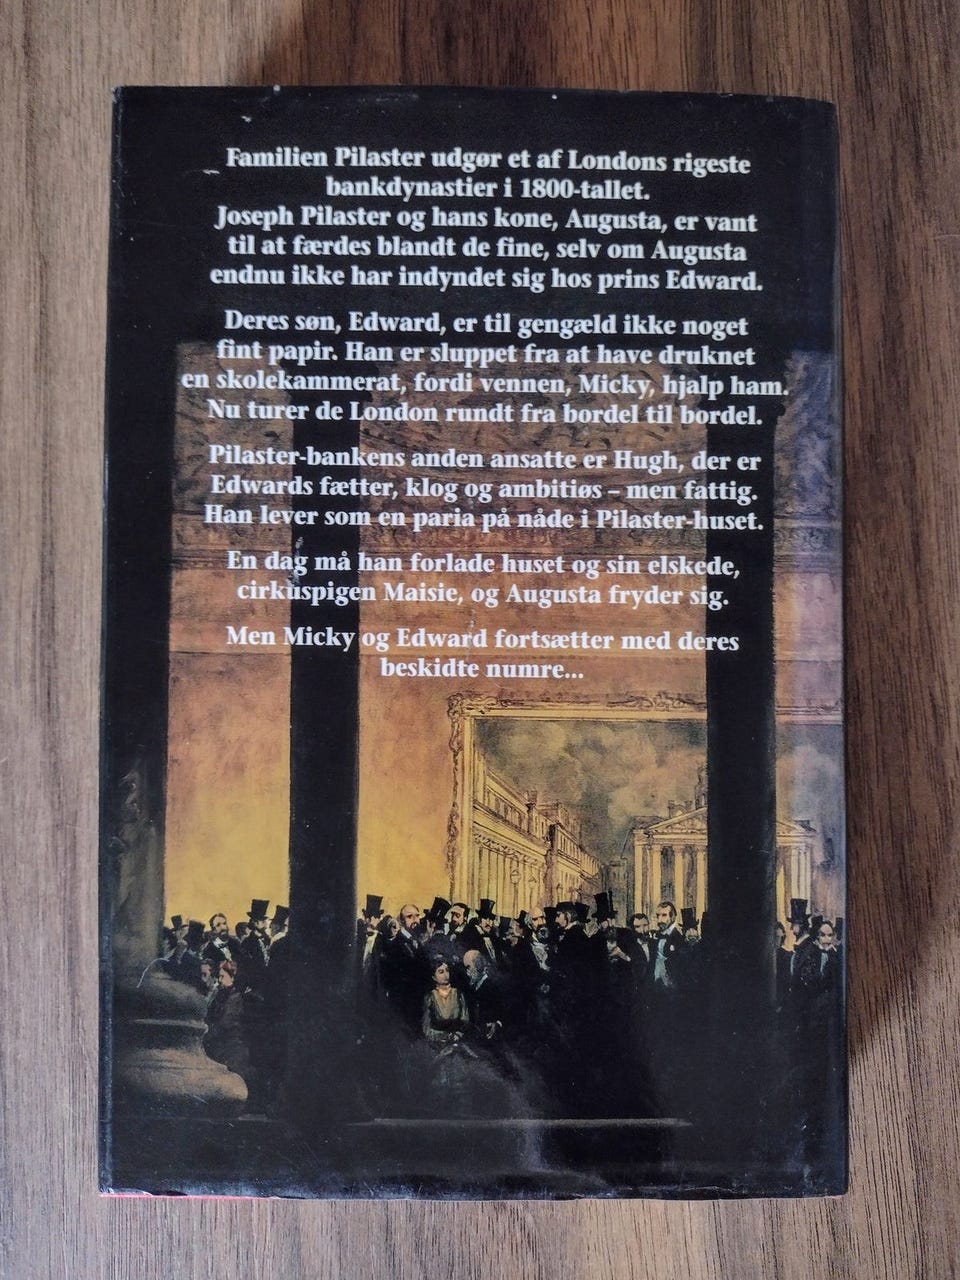 Familien Pilaster udgør et af Londons rigeste
bankdynastier i 1800-tallet.
Joseph Pilaster og hans kone, Augusta, er vant
til at færdes blandt de fine, selv om Augusta
endnu ikke har indyndet sig hos prins Edward.
Deres søn, Edward, er til gengæld ikke noget
fint papir. Han er sluppet fra at have druknet
en skolekammerat, fordi vennen, Micky, hjalp ham.
Nu turer de London rundt fra bordel til bordel.
Pilaster-bankens anden ansatte er Hugh, der er
Edwards fætter, klog og ambitiøs – men fattig.
Han lever som en paria på nåde i Pilaster-huset.
En dag må han forlade huset og sin elskede,
cirkuspigen Maisie, og Augusta fryder sig.
Men Micky og Edward fortsætter med deres
beskidte numre...